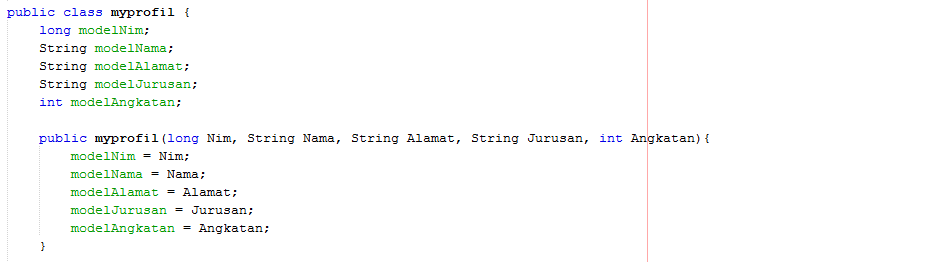 public class myprofil {
long modelNim;
String modelNama;
String modelAlamat;
String modelJurusan;
int modelAngkatan;
public myprofil(long Nim, String Nama, String Alamat, String Jurusan, int Angkatan){
modelNim = Nim;
modelNama = Nama;
modelAlamat = Alamat;
modelJurusan = Jurusan;
modelAngkatan = Angkatan;
}